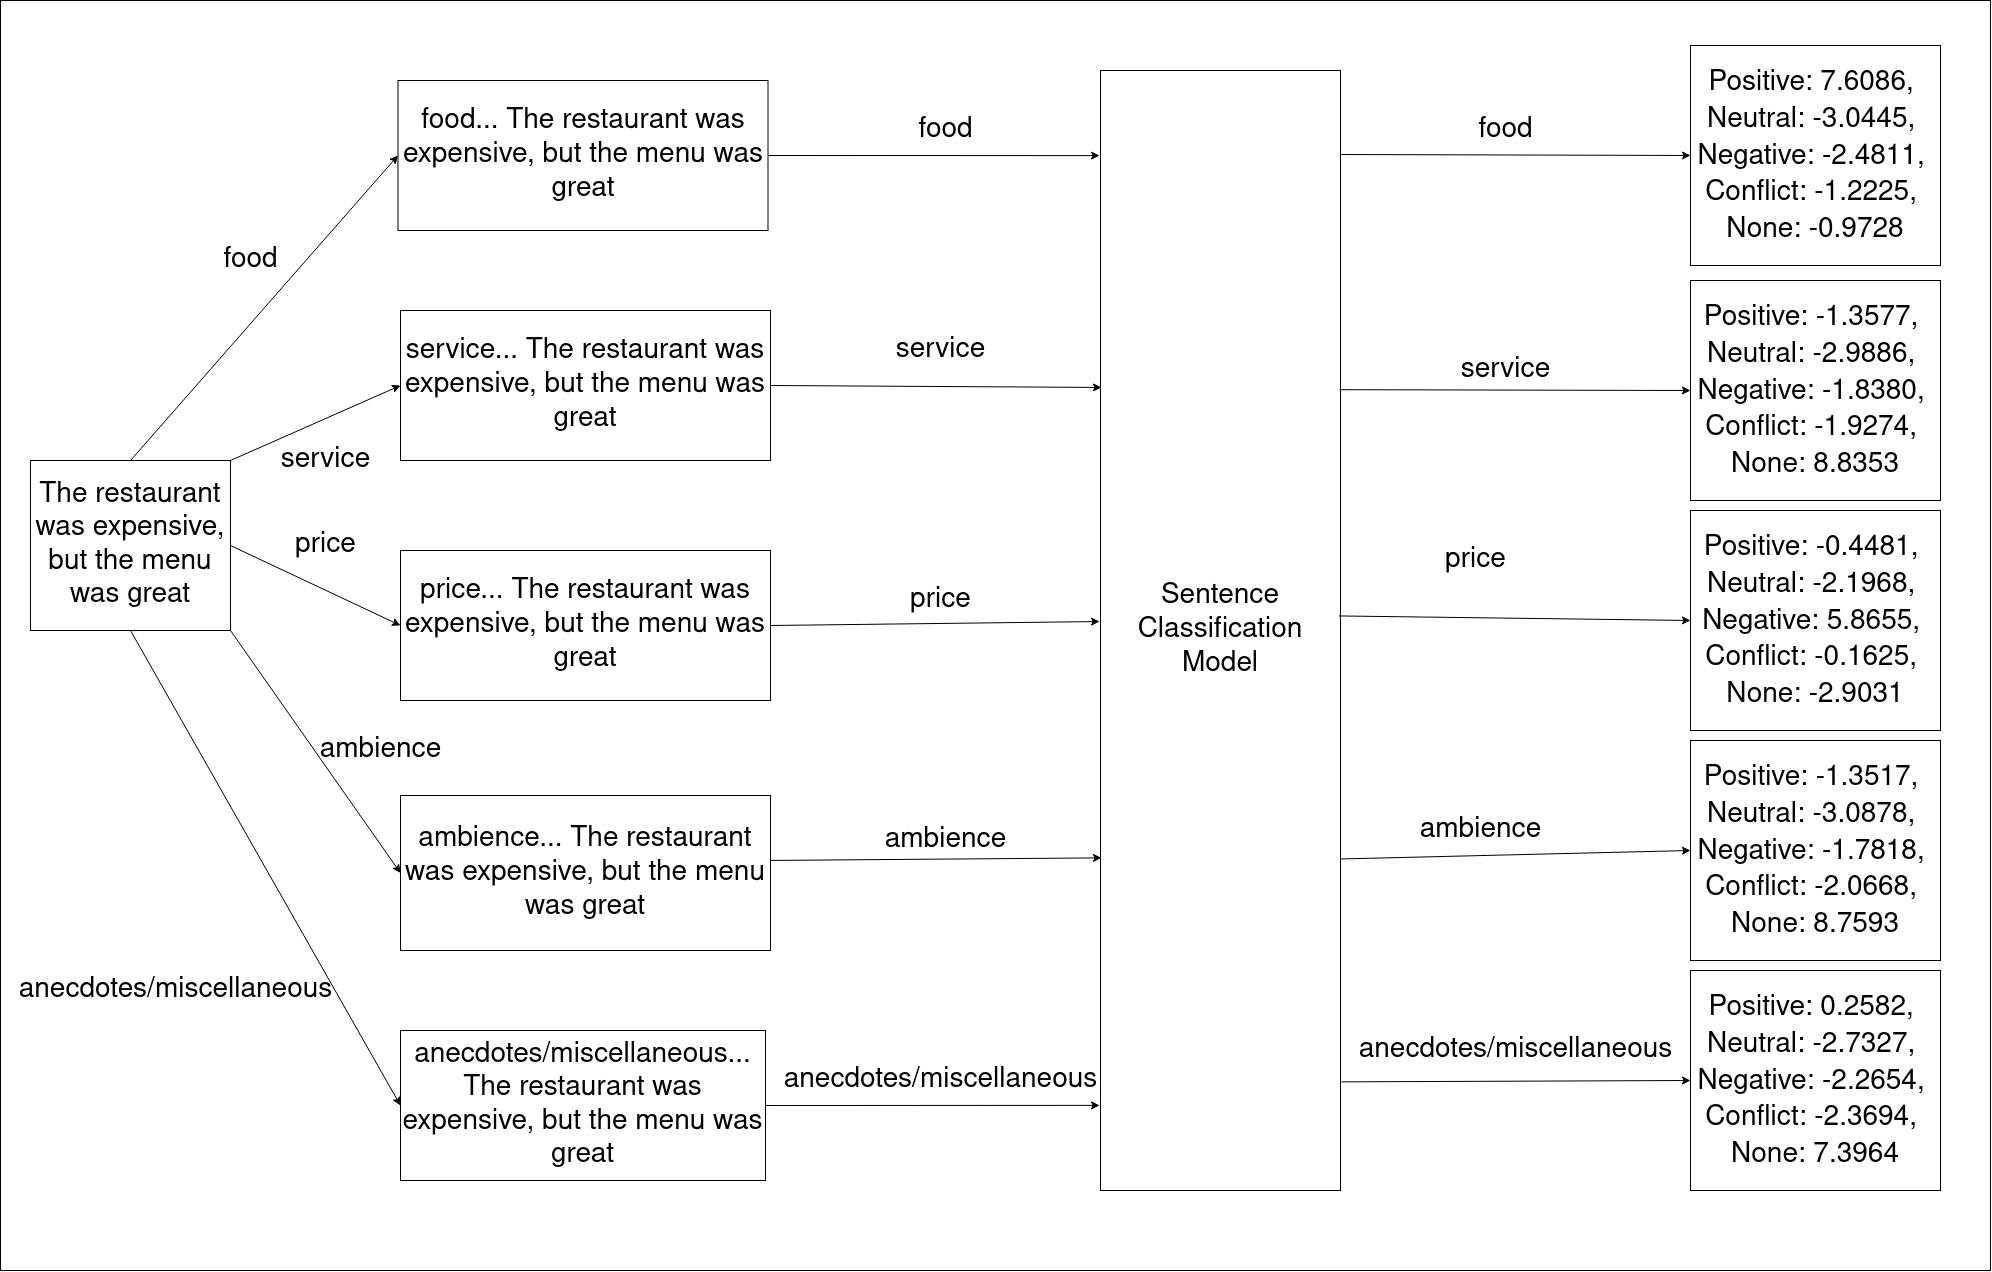 The restaurant
was expensive,
but the menu
was great
food
service
price
ambience
anecdotes/miscellaneous
food... The restaurant was
expensive, but the menu was
great
service... The restaurant was
expensive, but the menu was
great
price... The restaurant was
expensive, but the menu was
great
ambience... The restaurant
was expensive, but the menu
was great
anecdotes/miscellaneous...
The restaurant was
expensive, but the menu was
great
food
service
price
ambience
anecdotes/miscellaneous
Sentence
Classification
Model
food
service
price
ambience
anecdotes/miscellaneous
Positive: 7.6086,
Neutral: -3.0445,
Negative: -2.4811,
Conflict: -1.2225,
None: -0.9728
Positive: -1.3577,
Neutral: -2.9886,
Negative: -1.8380,
Conflict: -1.9274,
None: 8.8353
Positive: -0.4481,
Neutral: -2.1968,
Negative: 5.8655,
Conflict: -0.1625,
None: -2.9031
Positive: -1.3517,
Neutral: -3.0878,
Negative: -1.7818,
Conflict: -2.0668,
None: 8.7593
Positive: 0.2582,
Neutral: -2.7327,
Negative: -2.2654,
Conflict: -2.3694,
None: 7.3964